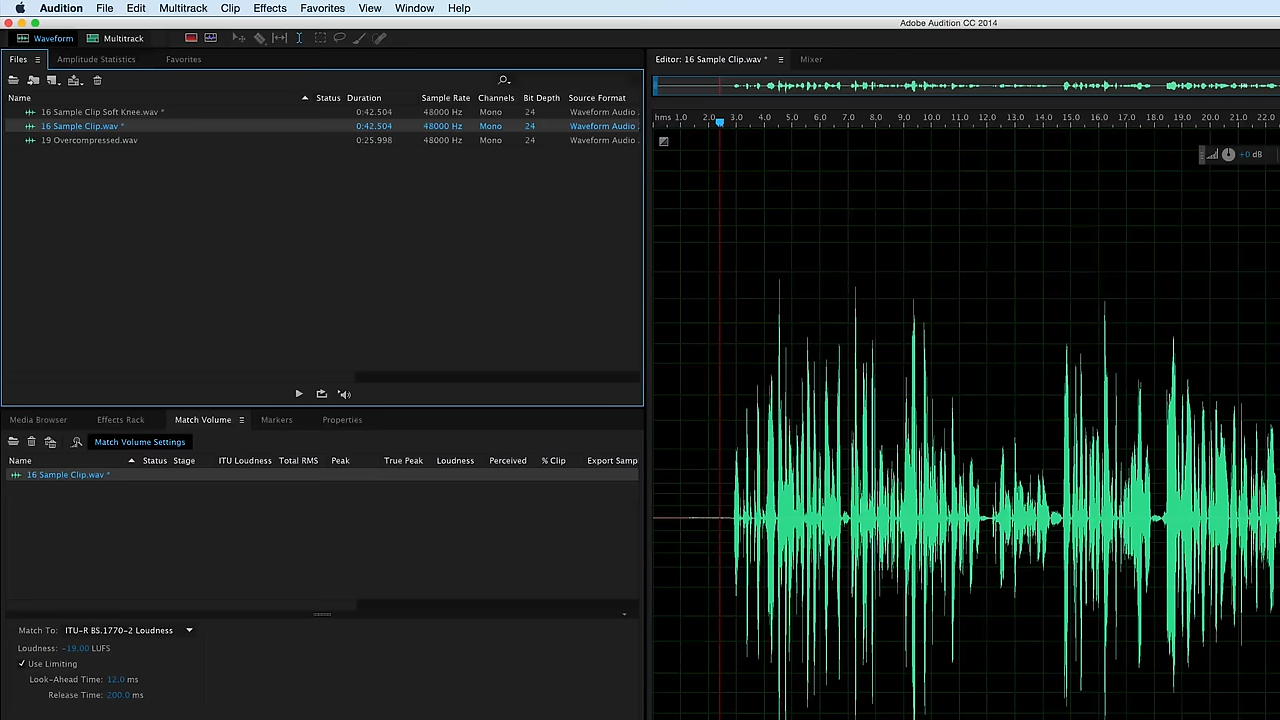 Audition File Edit Multitrack Clip Effects Favorites View Window Help
Adobe Audition CC 2014
Waveform Multitrack
Files Amplitude Statistics Favorites
Editor: 16 Sample Clip.wav * Mixer
Name Status Duration Sample Rate Channels Bit Depth Source Format
16 Sample Clip Soft Knee.wav * 0:42.504 48000 Hz Mono 24 Waveform Audio
16 Sample Clip.wav * 0:42.504 48000 Hz Mono 24 Waveform Audio
19 Overcompressed.wav 0:25.998 48000 Hz Mono 24 Waveform Audio
hms 1.0 2.0 3.0 4.0 5.0 6.0 7.0 8.0 9.0 10.0 11.0 12.0 13.0 14.0 15.0 16.0 17.0 18.0 19.0 20.0 21.0 22.0
+0 dB
Media Browser Effects Rack Match Volume Markers Properties
Match Volume Settings
Name Status Stage ITU Loudness Total RMS Peak True Peak Loudness Perceived % Clip Export Samp
16 Sample Clip.wav *
Match To: ITU-R BS.1770-2 Loudness
Loudness: -19.00 LUFS
Use Limiting
Look-Ahead Time: 12.0 ms
Release Time: 200.0 ms